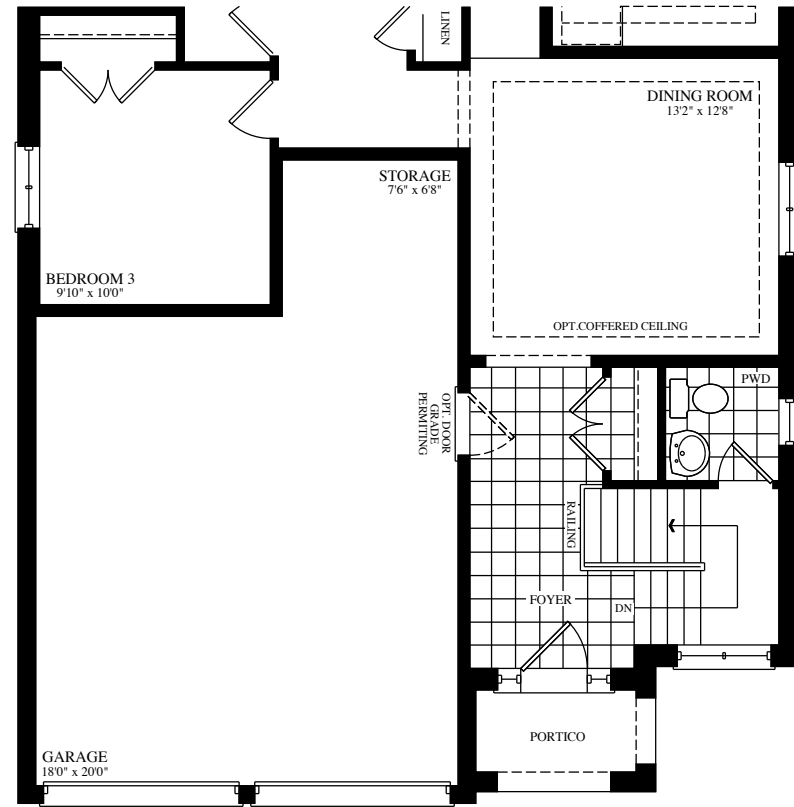 LINEN
DINING ROOM
13'2" x 12'8"
STORAGE
7'6" x 6'8"
BEDROOM 3
9'10" x 10'0"
OPT.COFFERED CEILING
PWD
OPT. DOOR
GRADE
PERMITING
RAILING
FOYER
DN
PORTICO
GARAGE
18'0" x 20'0"